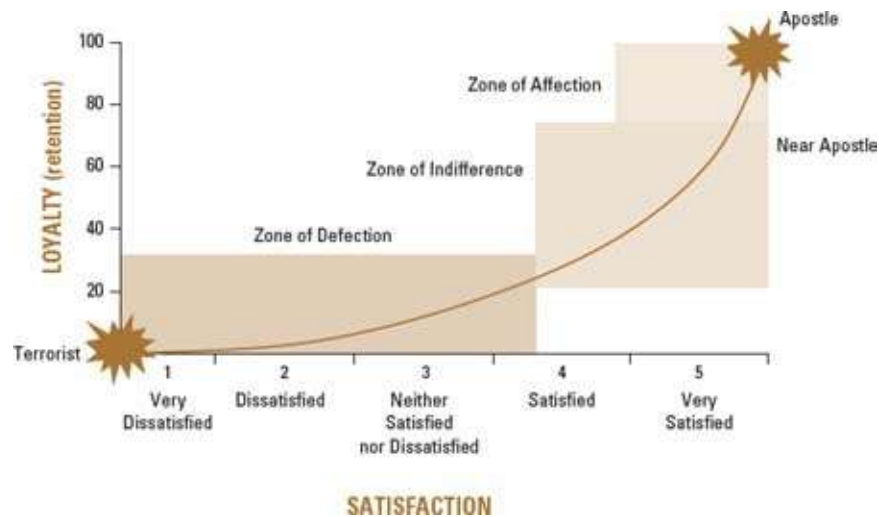 Apostle
100
Zone of Affection
80
Near Apostle
Zone of Indifference
60
LOYALTY (retention)
40
Zone of Defection
20
Terrorist
1 2 3 4 5
Very Dissatisfied Neither Satisfied Very
Dissatisfied Satisfied Satisfied
nor Dissatisfied
SATISFACTION